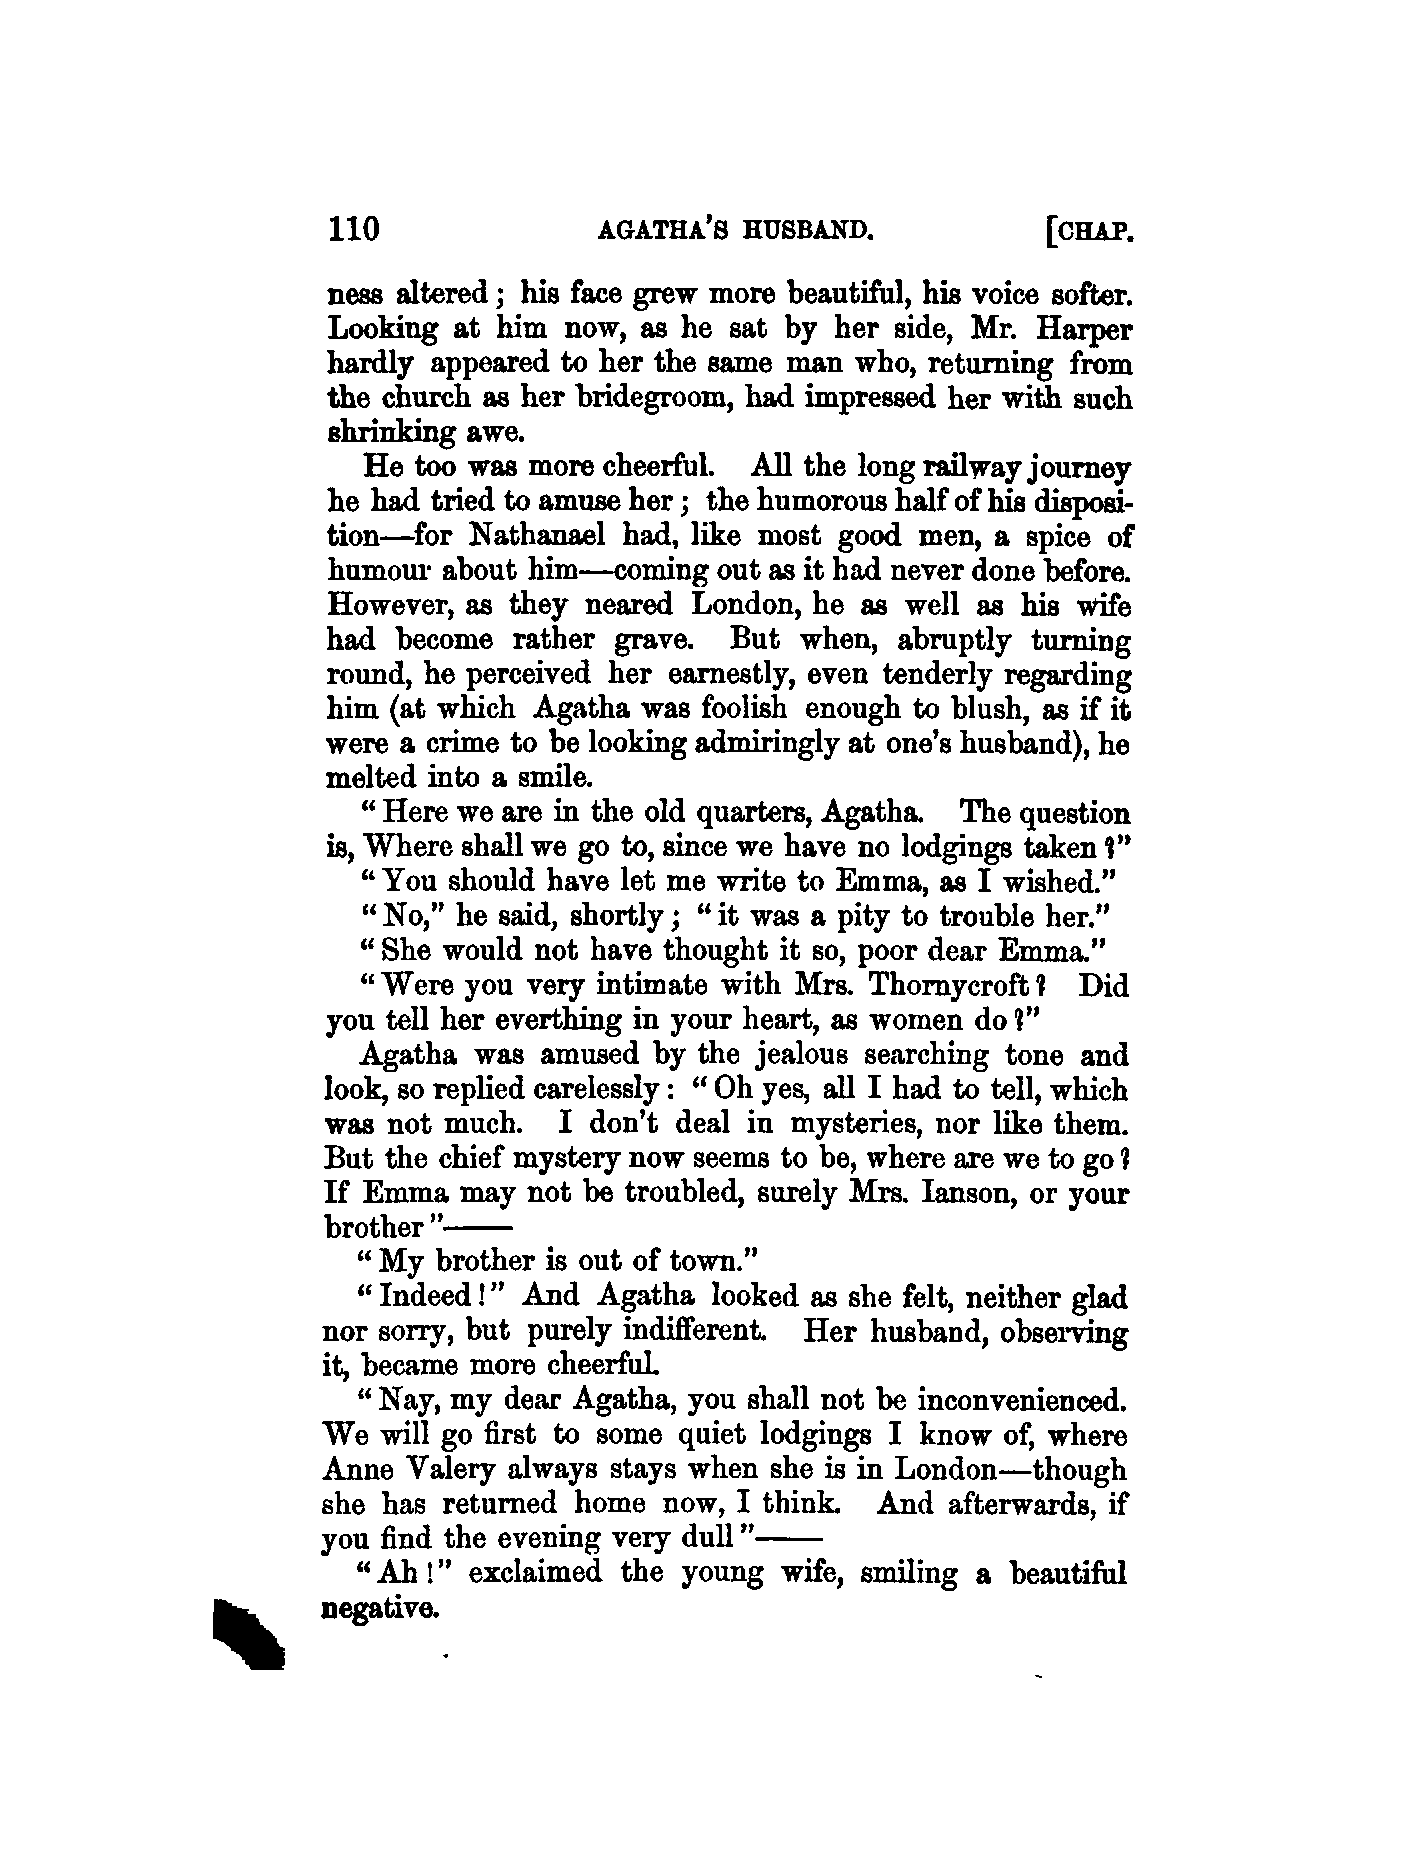 110 AGATHA'S HUSBAND. [CHAP.
ness altered; his face grew more beautiful, his voice softer.
Looking at him now, as he sat by her side, Mr. Harper
hardly appeared to her the same man who, returning from
the church as her bridegroom, had impressed her with such
shrinking awe.
He too was more cheerful. All the long railway journey
he had tried to amuse her; the humorous half of his disposi-
tion—for Nathanael had, like most good men, a spice of
humour about him—coming out as it had never done before.
However, as they neared London, he as well as his wife
had become rather grave. But when, abruptly turning
round, he perceived her earnestly, even tenderly regarding
him (at which Agatha was foolish enough to blush, as if it
were a crime to be looking admiringly at one's husband), he
melted into a smile.
"Here we are in the old quarters, Agatha. The question
is, Where shall we go to, since we have no lodgings taken?"
"You should have let me write to Emma, as I wished."
"No," he said, shortly; "it was a pity to trouble her."
"She would not have thought it so, poor dear Emma."
"Were you very intimate with Mrs. Thornycroft? Did
you tell her everthing in your heart, as women do?"
Agatha was amused by the jealous searching tone and
look, so replied carelessly: "Oh yes, all I had to tell, which
was not much. I don't deal in mysteries, nor like them.
But the chief mystery now seems to be, where are we to go?
If Emma may not be troubled, surely Mrs. Ianson, or your
brother"——
"My brother is out of town."
"Indeed!" And Agatha looked as she felt, neither glad
nor sorry, but purely indifferent. Her husband, observing
it, became more cheerful.
"Nay, my dear Agatha, you shall not be inconvenienced.
We will go first to some quiet lodgings I know of, where
Anne Valery always stays when she is in London—though
she has returned home now, I think. And afterwards, if
you find the evening very dull"——
"Ah!" exclaimed the young wife, smiling a beautiful
negative.